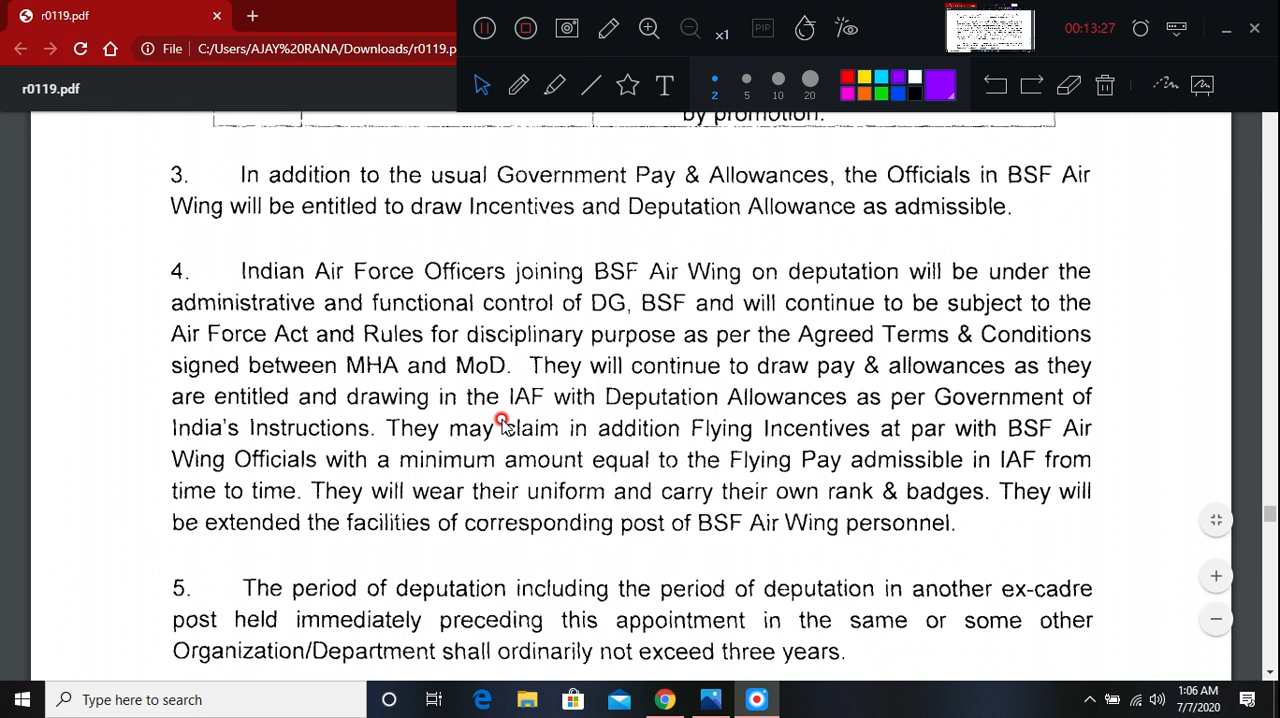 r0119.pdf
x1
PIP
00:13:27
File C:/Users/AJAY%20RANA/Downloads/r0119.p
r0119.pdf
T
2 5 10 20
by promotion.
3. In addition to the usual Government Pay & Allowances, the Officials in BSF Air
Wing will be entitled to draw Incentives and Deputation Allowance as admissible.
4. Indian Air Force Officers joining BSF Air Wing on deputation will be under the
administrative and functional control of DG, BSF and will continue to be subject to the
Air Force Act and Rules for disciplinary purpose as per the Agreed Terms & Conditions
signed between MHA and MoD. They will continue to draw pay & allowances as they
are entitled and drawing in the IAF with Deputation Allowances as per Government of
India's Instructions. They may claim in addition Flying Incentives at par with BSF Air
Wing Officials with a minimum amount equal to the Flying Pay admissible in IAF from
time to time. They will wear their uniform and carry their own rank & badges. They will
be extended the facilities of corresponding post of BSF Air Wing personnel.
5. The period of deputation including the period of deputation in another ex-cadre
post held immediately preceding this appointment in the same or some other
Organization/Department shall ordinarily not exceed three years.
Type here to search
1:06 AM
7/7/2020